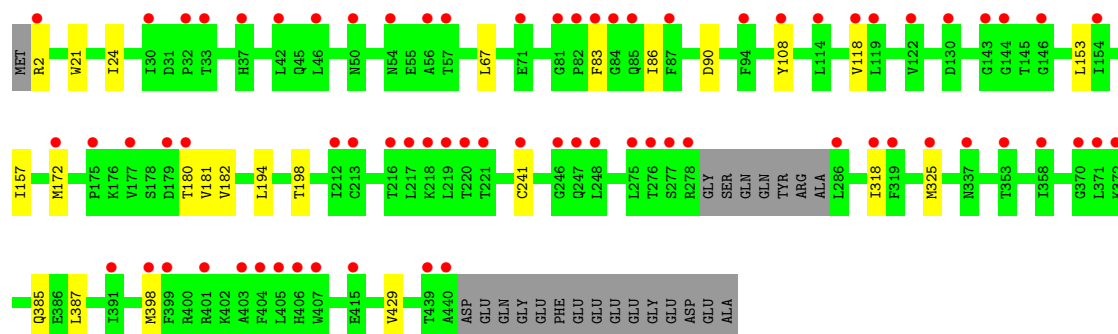 MET R2 W21 I24 I30 D31 P32 T33 H37 L42 Q45 L46 N50 N54 E55 A56 T57 L67 E71 G81 P82 F83 G84 Q85 I86 F87 D90 F94 Y108 L114 V118 L119 V122 D130 G143 G144 T145 G146 L153 I154
I157 M172 P175 K176 V177 S178 D179 T180 V181 V182 L194 T198 I212 C213 T216 L217 K218 L219 T220 T221 C241 G246 Q247 L248 L275 T276 S277 R278 GLY SER GLN GLN TYR ARG ALA L286 I318 F319 M325 N337 T353 I358 G370 L371
Q385 E386 L387 I391 M398 F399 R400 R401 K402 A403 F404 L405 H406 W407 E415 V429 T439 A440 ASP GLU GLN GLY GLU GLU PHE GLU GLU GLU GLY GLU ASP GLU ALA